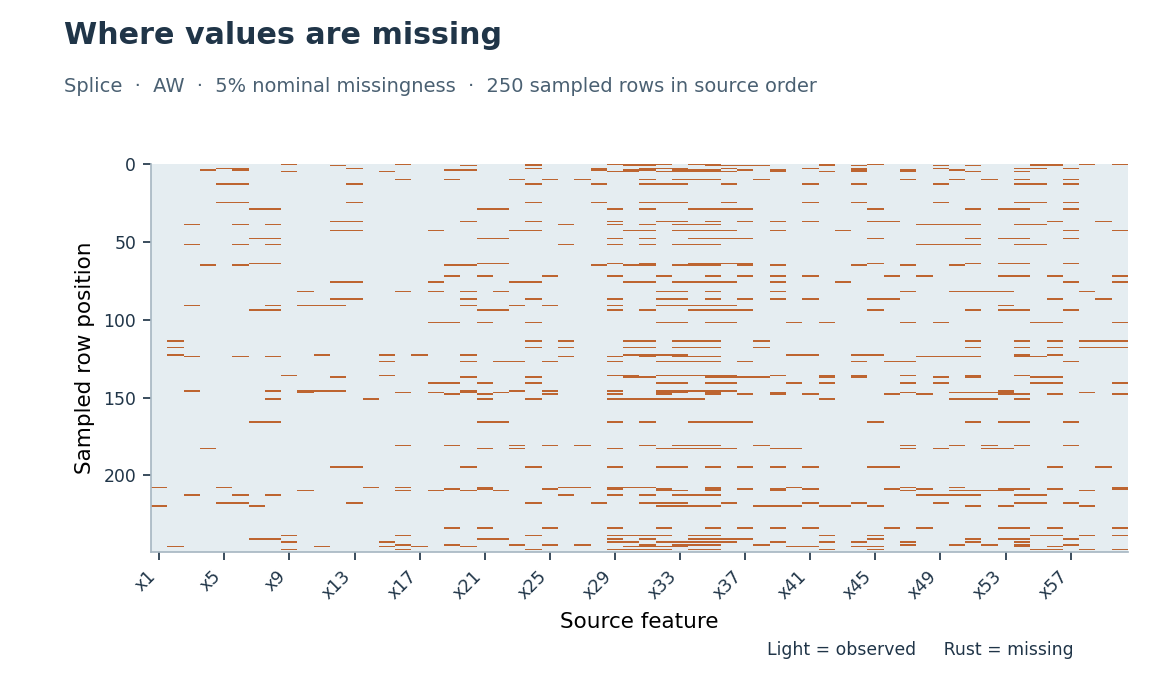 Where values are missing
Splice · AW · 5% nominal missingness · 250 sampled rows in source order
0
50
100
150
200
Sampled row position
x1 x5 x9 x13 x17 x21 x25 x29 x33 x37 x41 x45 x49 x53 x57
Source feature
Light = observed Rust = missing